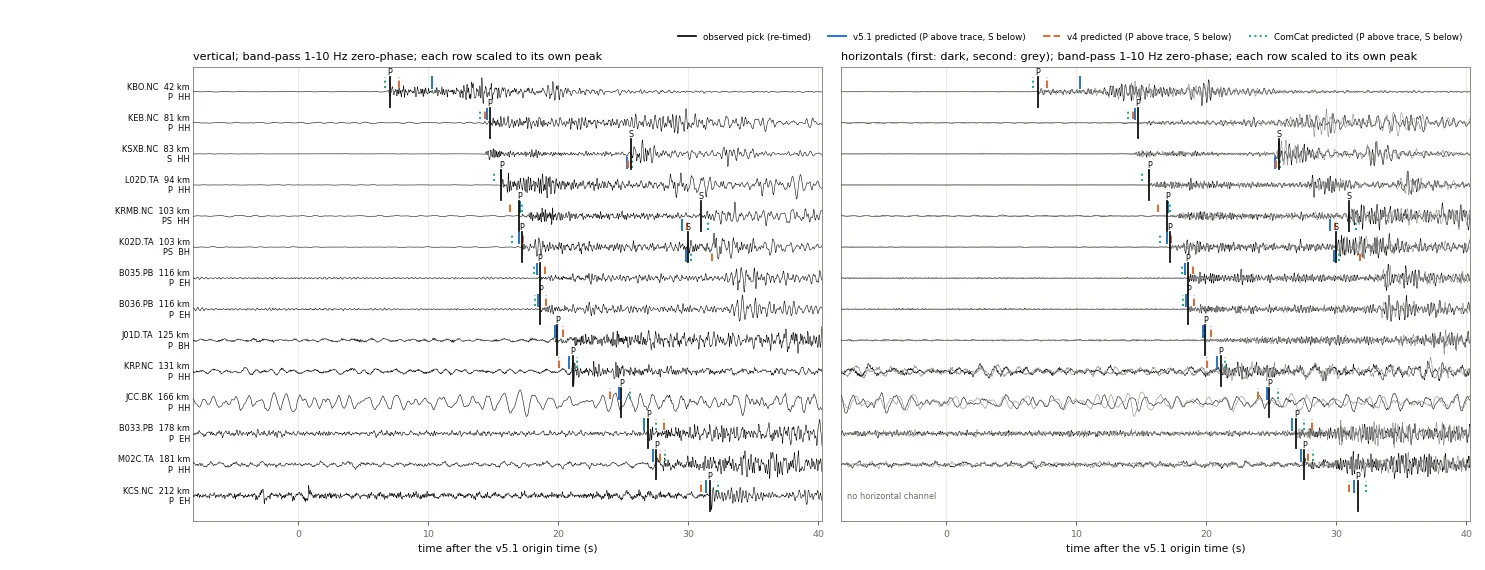 observed pick (re-timed)
v5.1 predicted (P above trace, S below)
v4 predicted (P above trace, S below)
ComCat predicted (P above trace, S below)
vertical; band-pass 1-10 Hz zero-phase; each row scaled to its own peak
horizontals (first: dark, second: grey); band-pass 1-10 Hz zero-phase; each row scaled to its own peak
KBO.NC 42 km
P HH
KEB.NC 81 km
P HH
KSXB.NC 83 km
S HH
L02D.TA 94 km
P HH
KRMB.NC 103 km
PS HH
K02D.TA 103 km
PS BH
B035.PB 116 km
P EH
B036.PB 116 km
P EH
J01D.TA 125 km
P BH
KRP.NC 131 km
P HH
JCC.BK 166 km
P HH
B033.PB 178 km
P EH
M02C.TA 181 km
P HH
KCS.NC 212 km
P EH
P
P
S
P
P
S
P
S
P
P
P
P
P
P
P
P
0
10
20
30
40
time after the v5.1 origin time (s)
P
P
S
P
P
S
P
S
P
P
P
P
P
P
P
P
no horizontal channel
0
10
20
30
40
time after the v5.1 origin time (s)